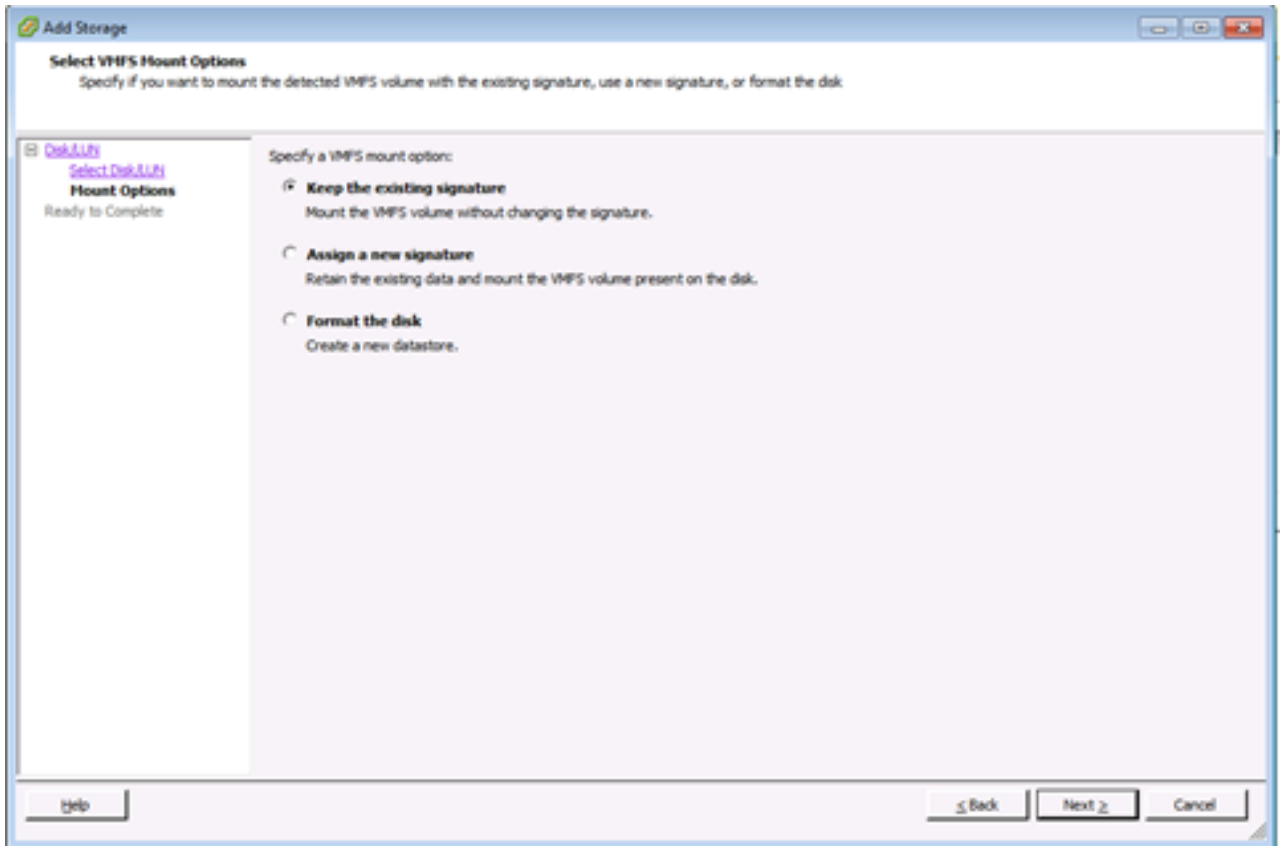 Add Storage
Select VMFS Mount Options
Specify if you want to mount the detected VMFS volume with the existing signature, use a new signature, or format the disk
Disk/LUN
Select Disk/LUN
Mount Options
Ready to Complete
Specify a VMFS mount option:
Keep the existing signature
Mount the VMFS volume without changing the signature.
Assign a new signature
Retain the existing data and mount the VMFS volume present on the disk.
Format the disk
Create a new datastore.
Help
≤ Back
Next ≥
Cancel